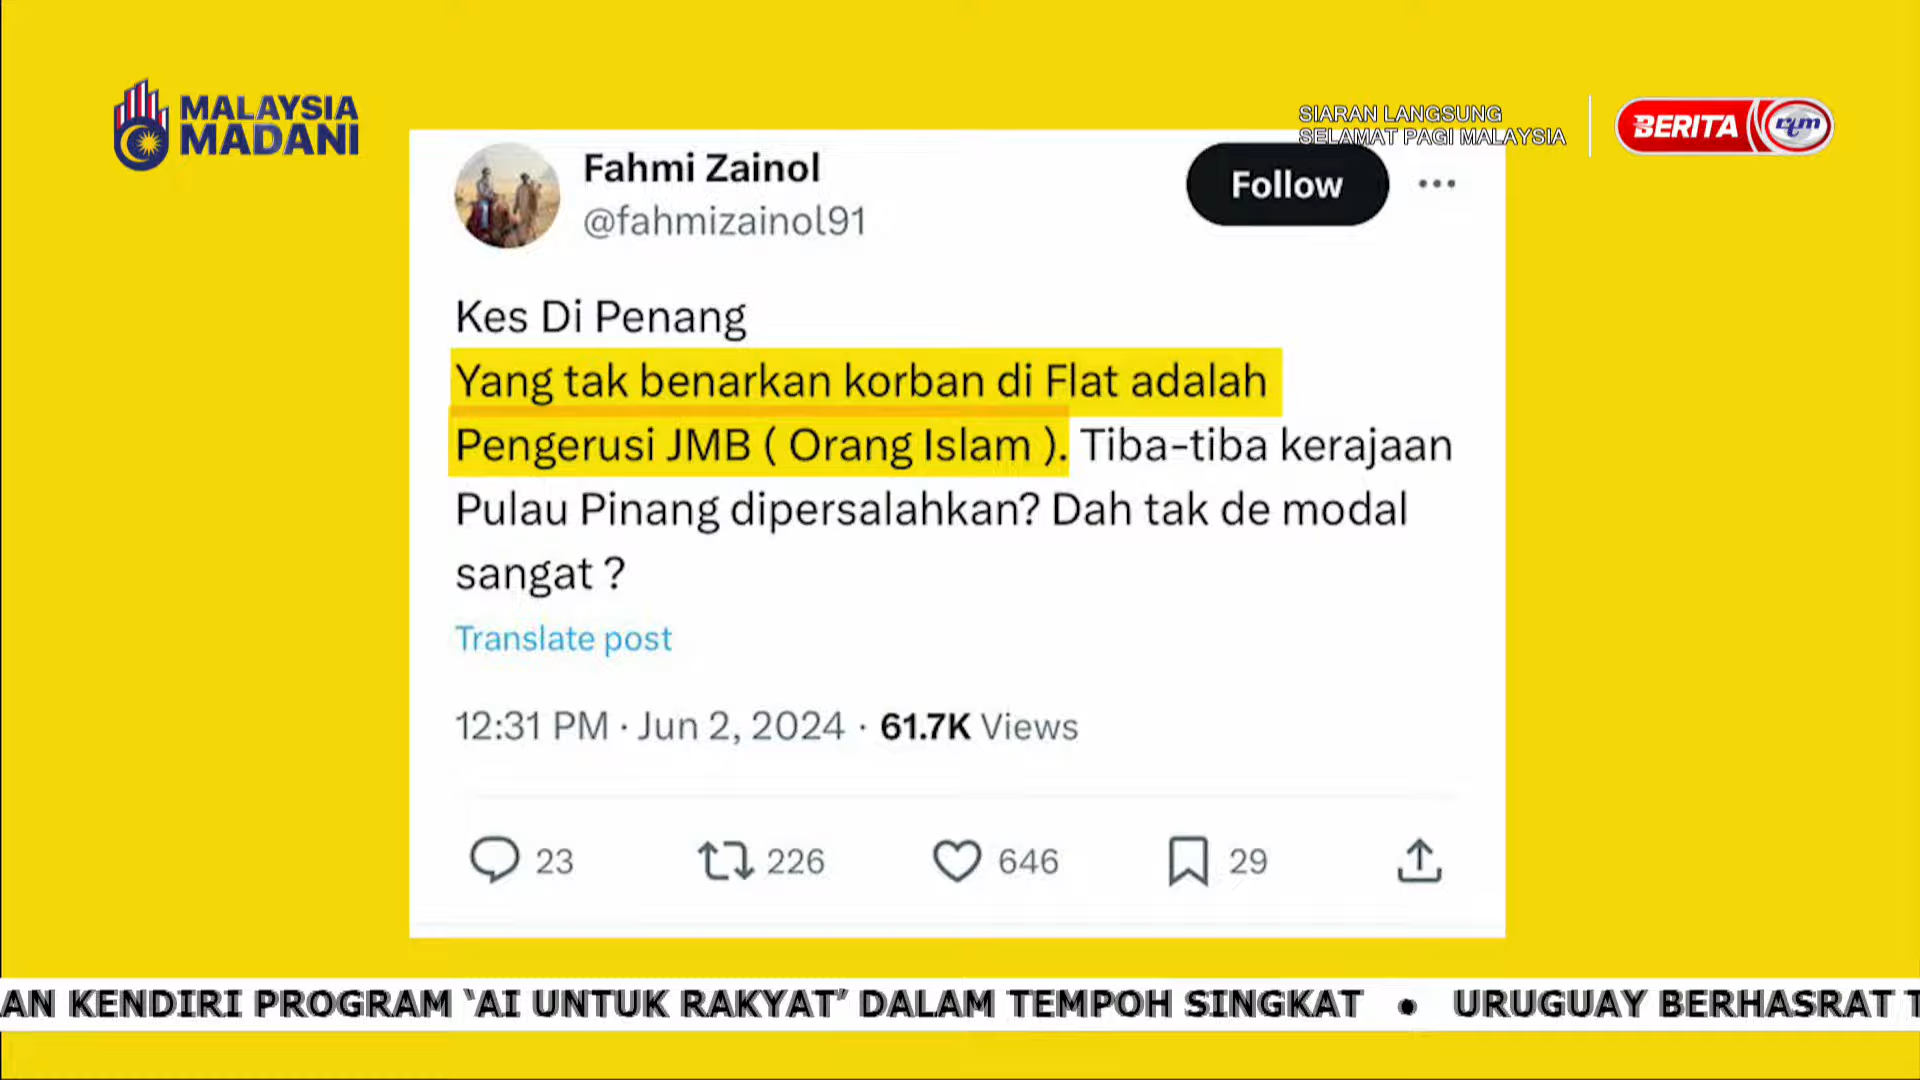 MALAYSIA
MADANI
SIARAN LANGSUNG
SELAMAT PAGI MALAYSIA
BERITA rtm
Fahmi Zainol
@fahmizainol91
Follow
Kes Di Penang
Yang tak benarkan korban di Flat adalah
Pengerusi JMB ( Orang Islam ). Tiba-tiba kerajaan
Pulau Pinang dipersalahkan? Dah tak de modal
sangat ?
Translate post
12:31 PM · Jun 2, 2024 · 61.7K Views
23 226 646 29
AN KENDIRI PROGRAM ‘AI UNTUK RAKYAT’ DALAM TEMPOH SINGKAT • URUGUAY BERHASRAT T